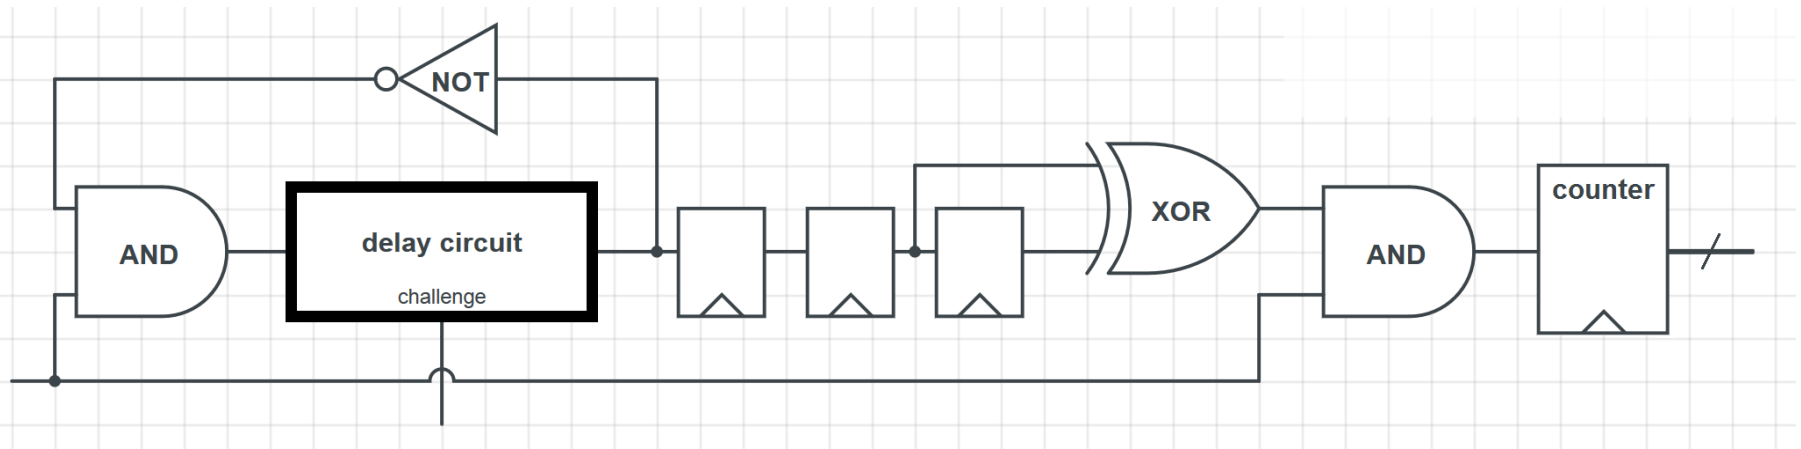 NOT
counter
XOR
AND
delay circuit
AND
challenge